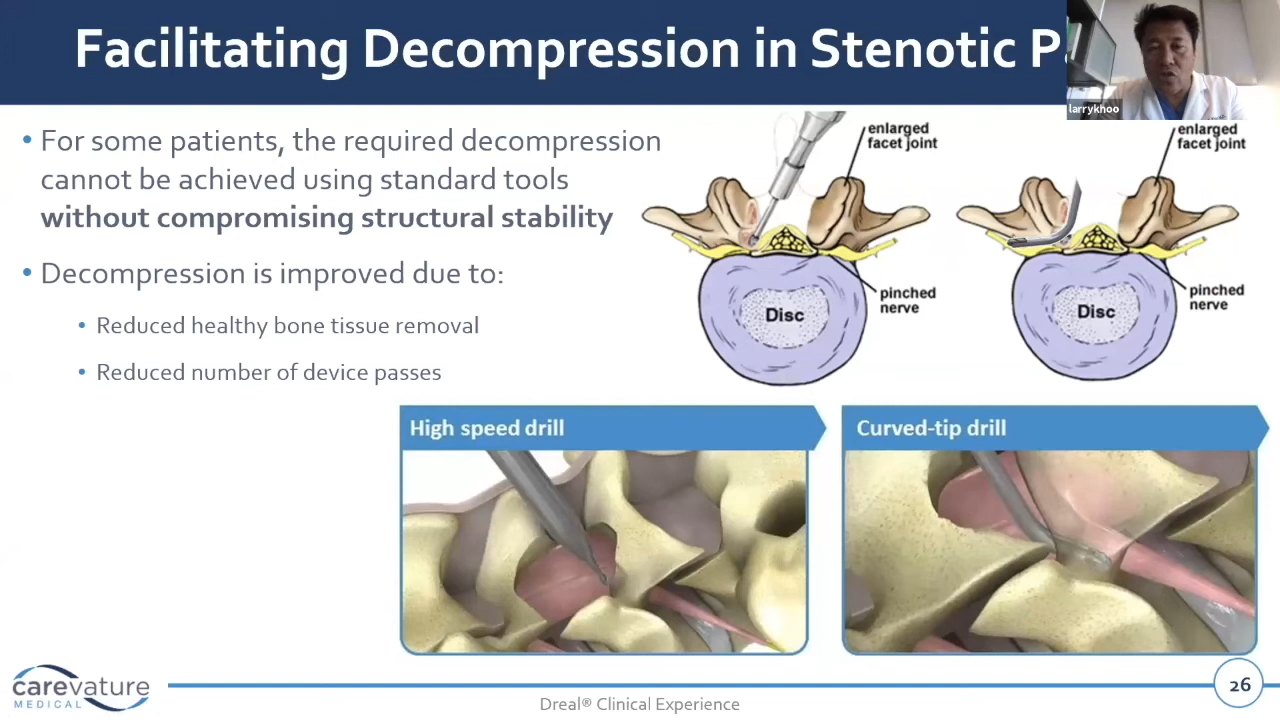 Facilitating Decompression in Stenotic P
larrykhoo
• For some patients, the required decompression
cannot be achieved using standard tools
without compromising structural stability
• Decompression is improved due to:
• Reduced healthy bone tissue removal
• Reduced number of device passes
enlarged
facet joint
pinched
nerve
Disc
enlarged
facet joint
pinched
nerve
Disc
High speed drill
Curved-tip drill
carevature
MEDICAL
Dreal® Clinical Experience
26